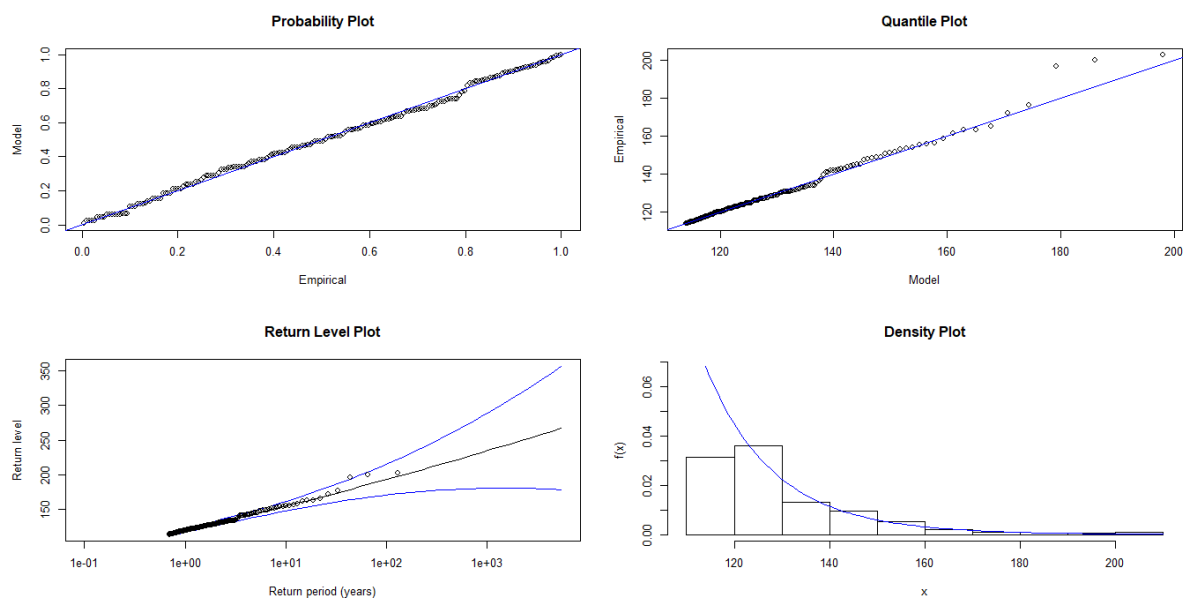 Probability Plot
Model
0.0 0.2 0.4 0.6 0.8 1.0
0.0 0.2 0.4 0.6 0.8 1.0
Empirical
Quantile Plot
Empirical
120 140 160 180 200
120 140 160 180 200
Model
Return Level Plot
Return level
150 200 250 300 350
1e-01 1e+00 1e+01 1e+02 1e+03
Return period (years)
Density Plot
f(x)
0.00 0.02 0.04 0.06
120 140 160 180 200
x